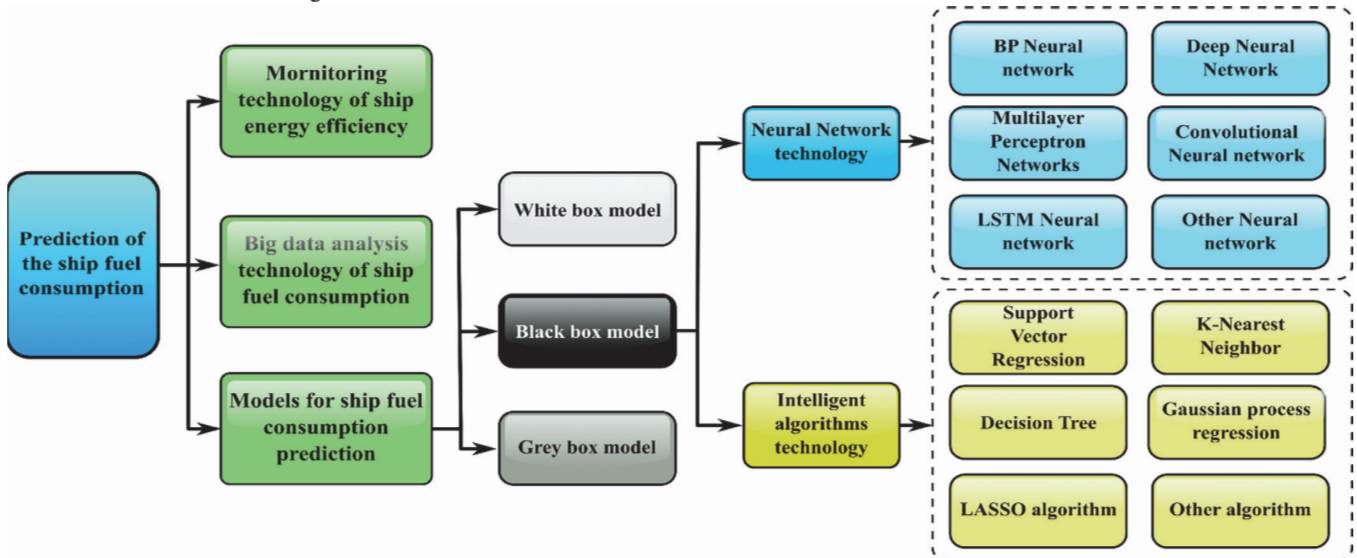 Prediction of
the ship fuel
consumption
Mornitoring
technology of ship
energy efficiency
Big data analysis
technology of ship
fuel consumption
Models for ship fuel
consumption
prediction
White box model
Black box model
Grey box model
Neural Network
technology
Intelligent
algorithms
technology
BP Neural
network
Deep Neural
Network
Multilayer
Perceptron
Networks
Convolutional
Neural network
LSTM Neural
network
Other Neural
network
Support
Vector
Regression
K-Nearest
Neighbor
Decision Tree
Gaussian process
regression
LASSO algorithm
Other algorithm